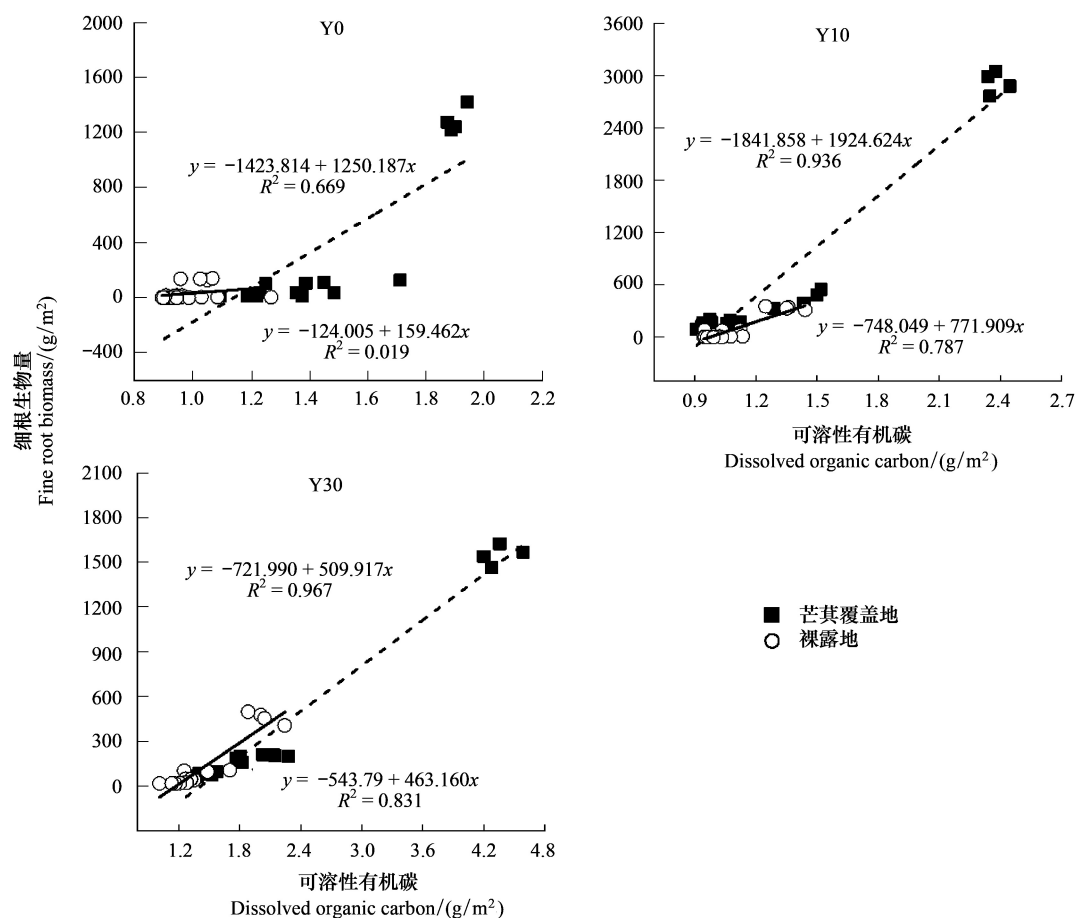 Y0
2000
1600
1200
800
400
0
−400
y = −1423.814 + 1250.187x
R² = 0.669
y = −124.005 + 159.462x
R² = 0.019
0.8 1.0 1.2 1.4 1.6 1.8 2.0 2.2
Y10
3600
3000
2400
1800
1200
600
0
y = −1841.858 + 1924.624x
R² = 0.936
y = −748.049 + 771.909x
R² = 0.787
0.9 1.2 1.5 1.8 2.1 2.4 2.7
可溶性有机碳
Dissolved organic carbon/(g/m²)
细根生物量
Fine root biomass/(g/m²)
Y30
2100
1800
1500
1200
900
600
300
0
y = −721.990 + 509.917x
R² = 0.967
y = −543.79 + 463.160x
R² = 0.831
1.2 1.8 2.4 3.0 3.6 4.2 4.8
可溶性有机碳
Dissolved organic carbon/(g/m²)
芒萁覆盖地
裸露地